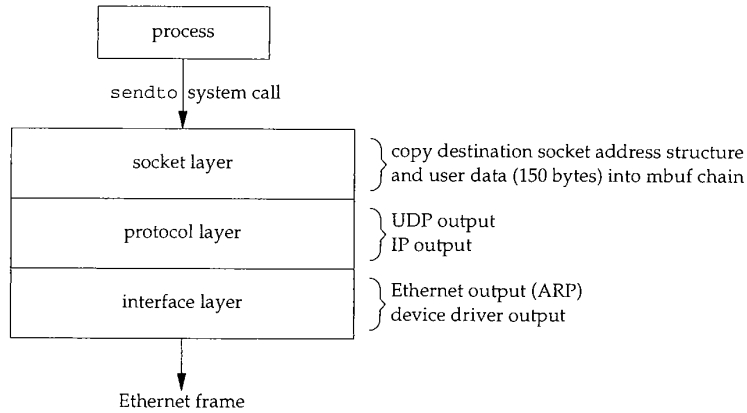 process
sendto system call
socket layer
copy destination socket address structure
and user data (150 bytes) into mbuf chain
protocol layer
UDP output
IP output
interface layer
Ethernet output (ARP)
device driver output
Ethernet frame